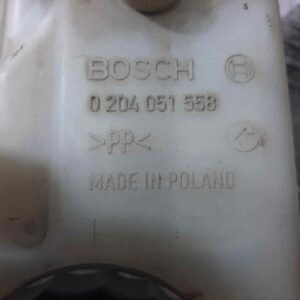 BOSCH
0 204 051 558
>PP<
MADE IN POLAND